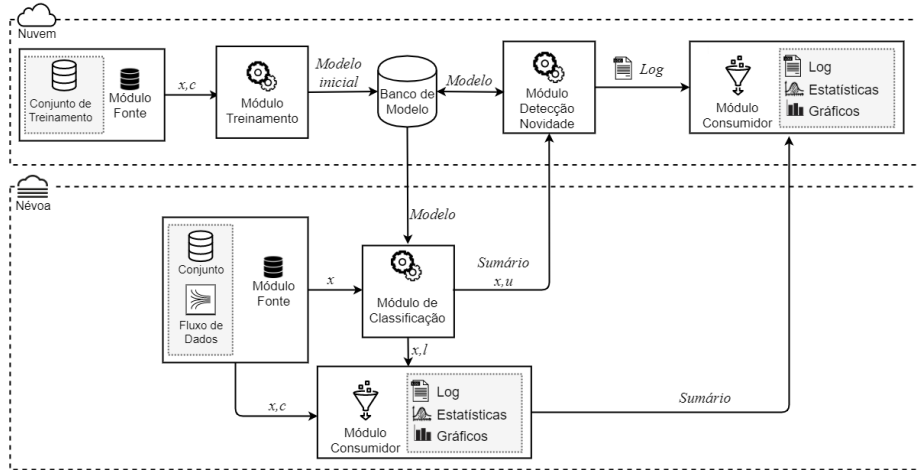 Nuvem
Conjunto de
Treinamento
Módulo
Fonte
x,c
Módulo
Treinamento
Modelo
inicial
Banco de
Modelo
Modelo
Módulo
Detecção
Novidade
Log
Módulo
Consumidor
Log
Estatísticas
Gráficos
Névoa
Modelo
Conjunto
Fluxo de
Dados
Módulo
Fonte
x
Módulo de
Classificação
Sumário
x,u
x,l
x,c
Módulo
Consumidor
Log
Estatísticas
Gráficos
Sumário